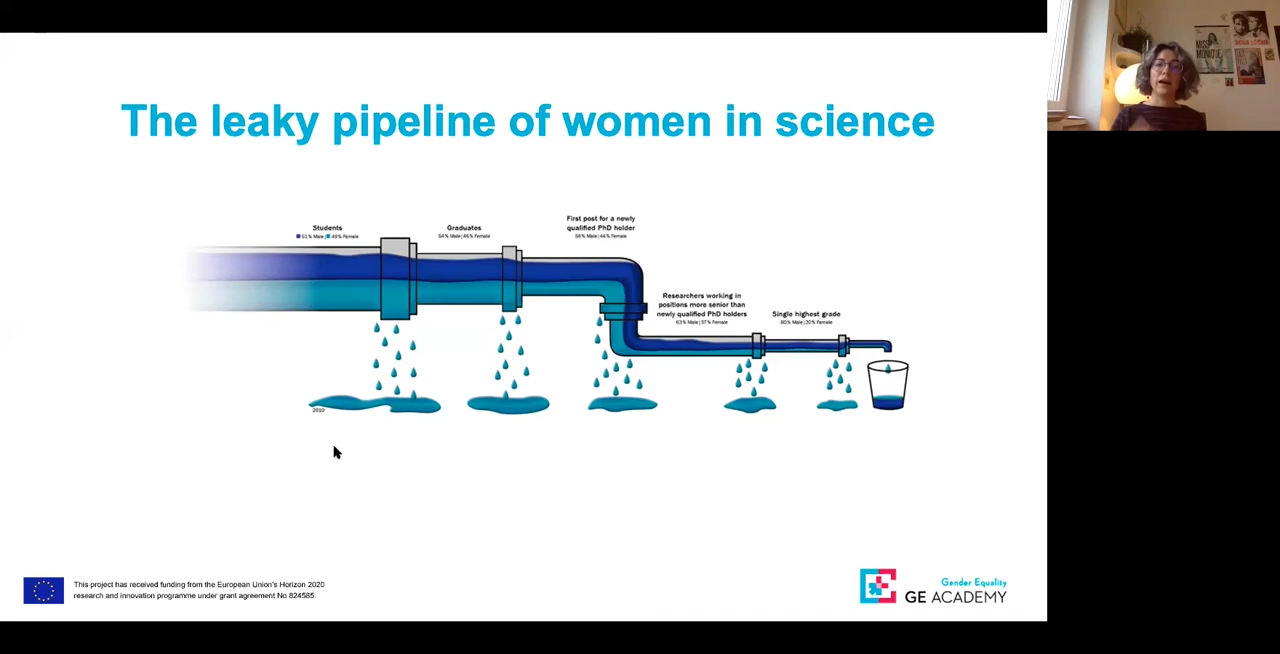 The leaky pipeline of women in science
Students
51% Male | 49% Female
Graduates
54% Male | 46% Female
First post for a newly
qualified PhD holder
56% Male | 44% Female
Researchers working in
positions more senior than
newly qualified PhD holders
63% Male | 37% Female
Single highest grade
80% Male | 20% Female
2010
This project has received funding from the European Union's Horizon 2020
research and innovation programme under grant agreement No 824585.
Gender Equality
GE ACADEMY
MISS